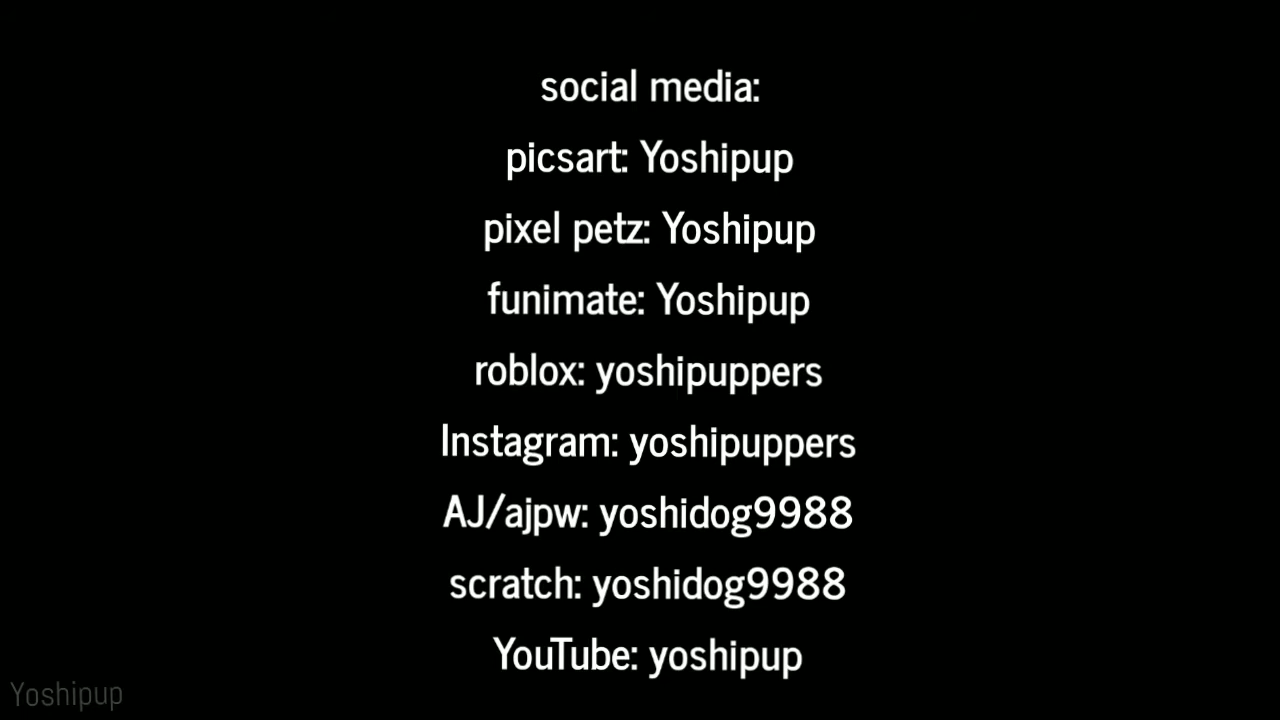 social media:
picsart: Yoshipup
pixel petz: Yoshipup
funimate: Yoshipup
roblox: yoshipuppers
Instagram: yoshipuppers
AJ/ajpw: yoshidog9988
scratch: yoshidog9988
YouTube: yoshipup
Yoshipup